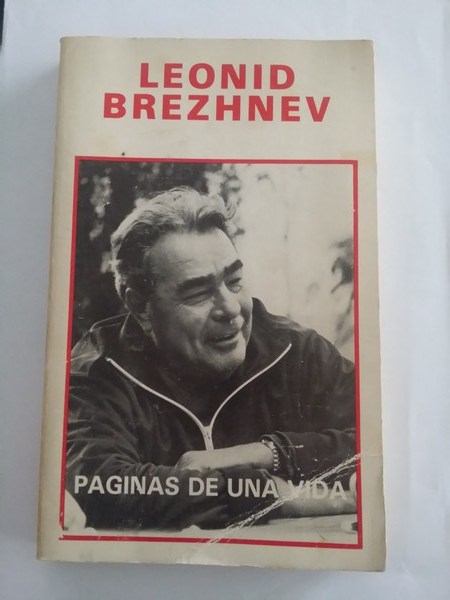 LEONID
BREZHNEV
PAGINAS DE UNA VIDA